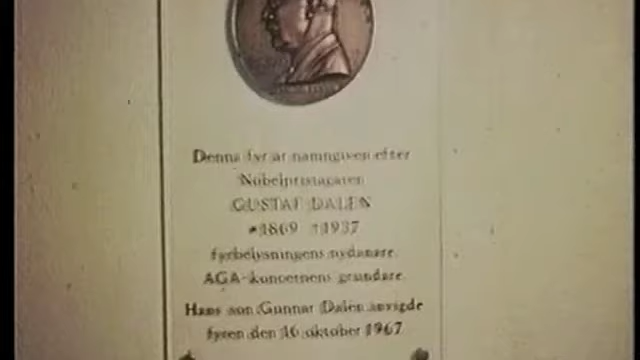 Denna fyr är namngiven efter
Nobelpristagaren
GUSTAF DALÉN
*1869 †1937
fyrbelysningens nydanare
AGA-koncernens grundare
Hans son Gunnar Dalén invigde
fyren den 16 oktober 1967